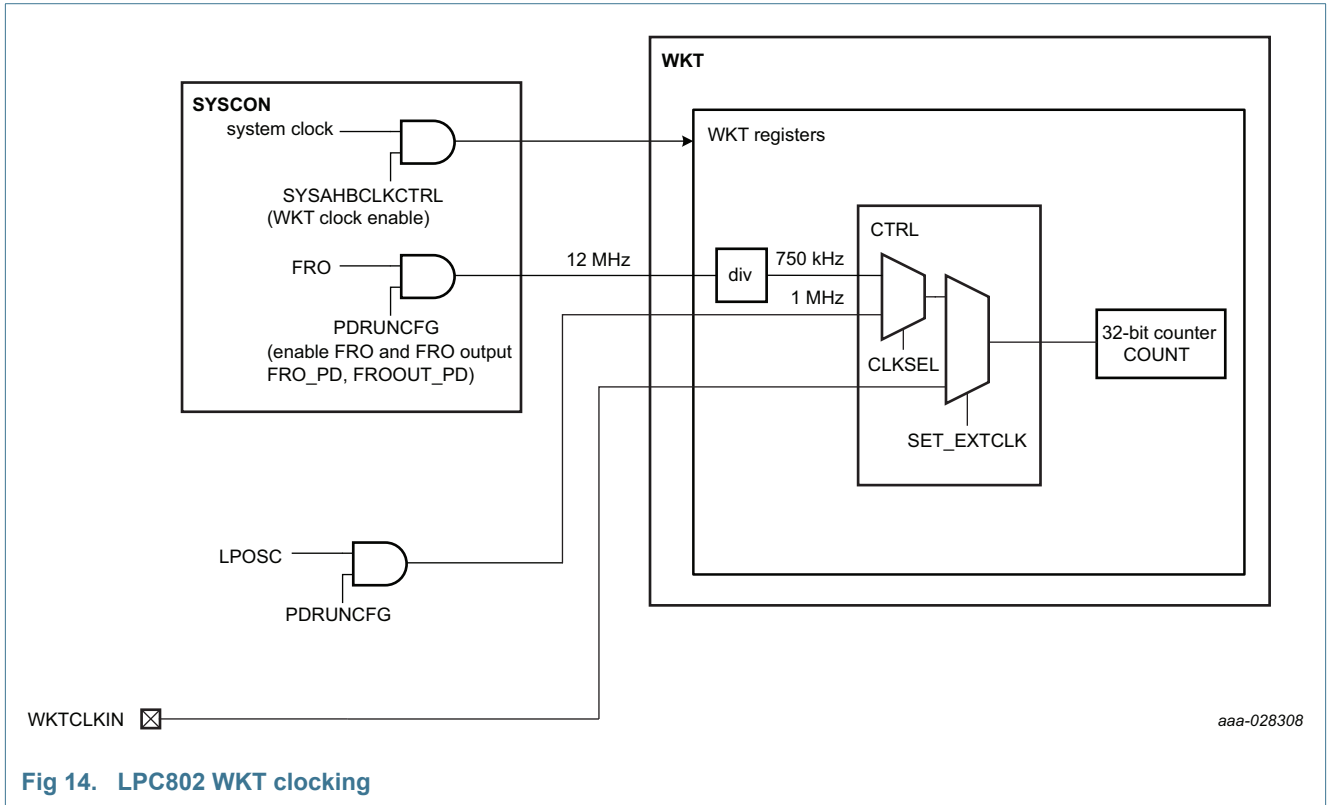 WKT
SYSCON
system clock
WKT registers
SYSAHBCLKCTRL
(WKT clock enable)
CTRL
FRO
12 MHz
div
750 kHz
1 MHz
PDRUNCFG
(enable FRO and FRO output
FRO_PD, FROOUT_PD)
CLKSEL
32-bit counter
COUNT
SET_EXTCLK
LPOSC
PDRUNCFG
WKTCLKIN
aaa-028308
Fig 14. LPC802 WKT clocking